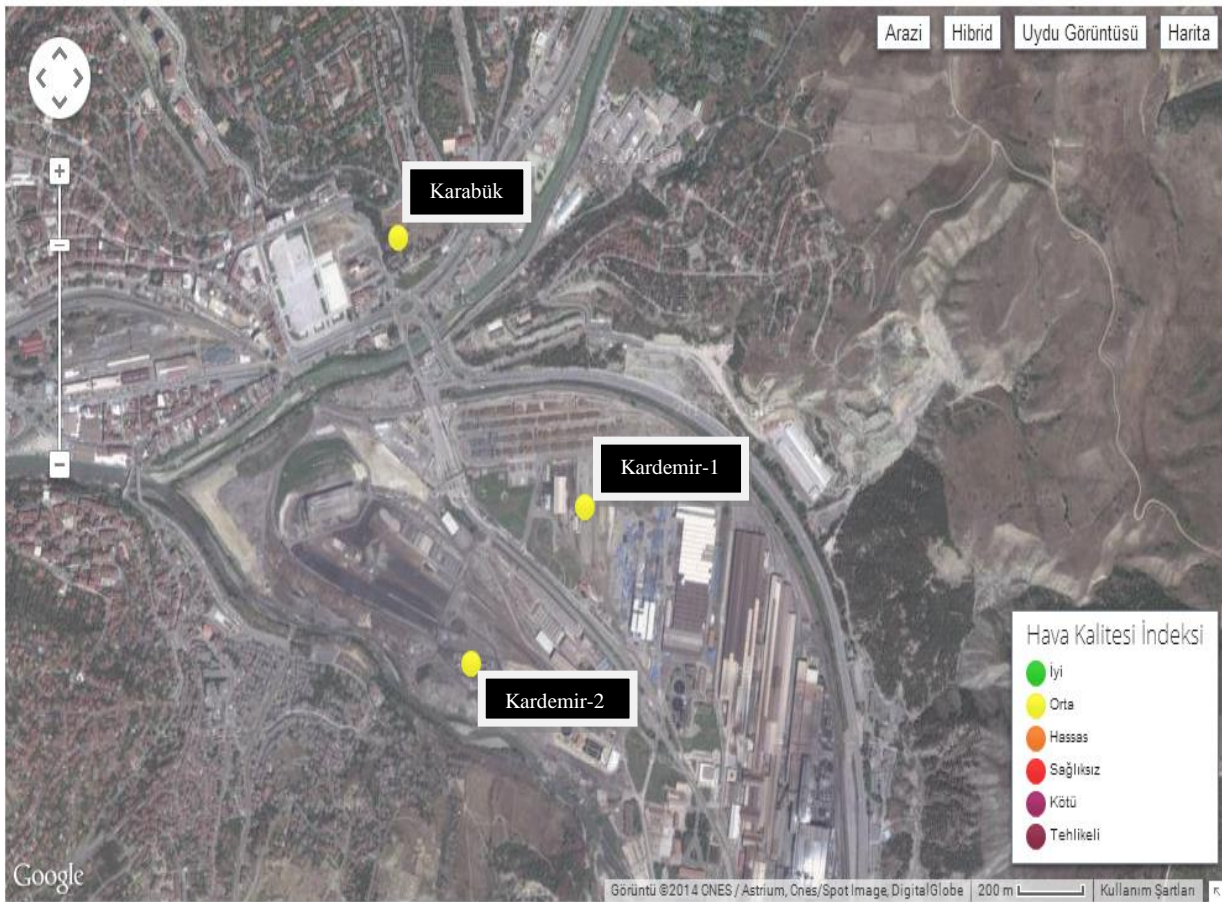 Arazi
Hibrid
Uydu Görüntüsü
Harita
+
Karabük
Kardemir-1
−
Kardemir-2
Hava Kalitesi İndeksi
İyi
Orta
Hassas
Sağlıksız
Kötü
Tehlikeli
Google
Görüntü ©2014 CNES / Astrium, Cnes/Spot Image, DigitalGlobe
200 m
Kullanım Şartları